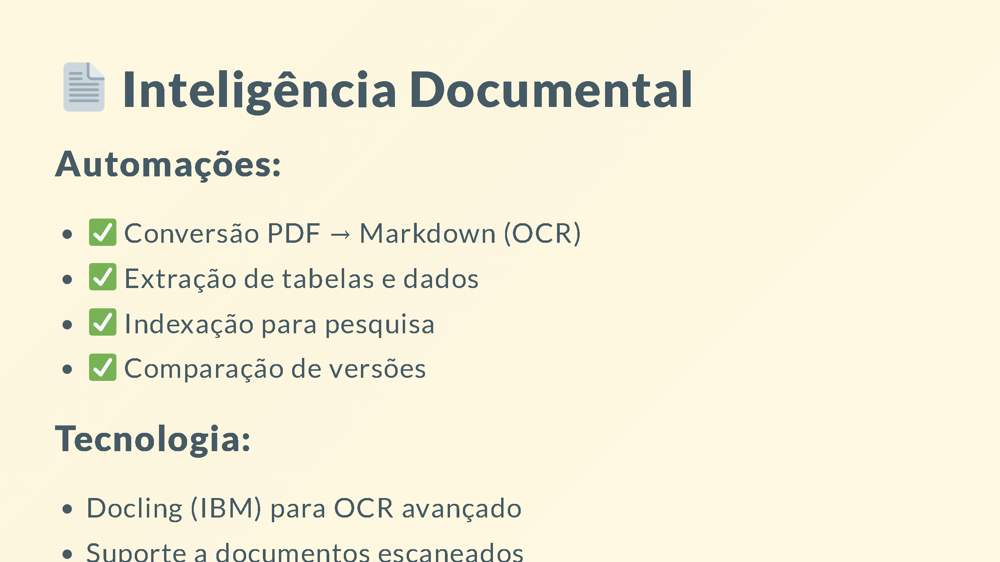 Inteligência Documental
Automações:
• ✅ Conversão PDF → Markdown (OCR)
• ✅ Extração de tabelas e dados
• ✅ Indexação para pesquisa
• ✅ Comparação de versões
Tecnologia:
• Docling (IBM) para OCR avançado
• Suporte a documentos escaneados